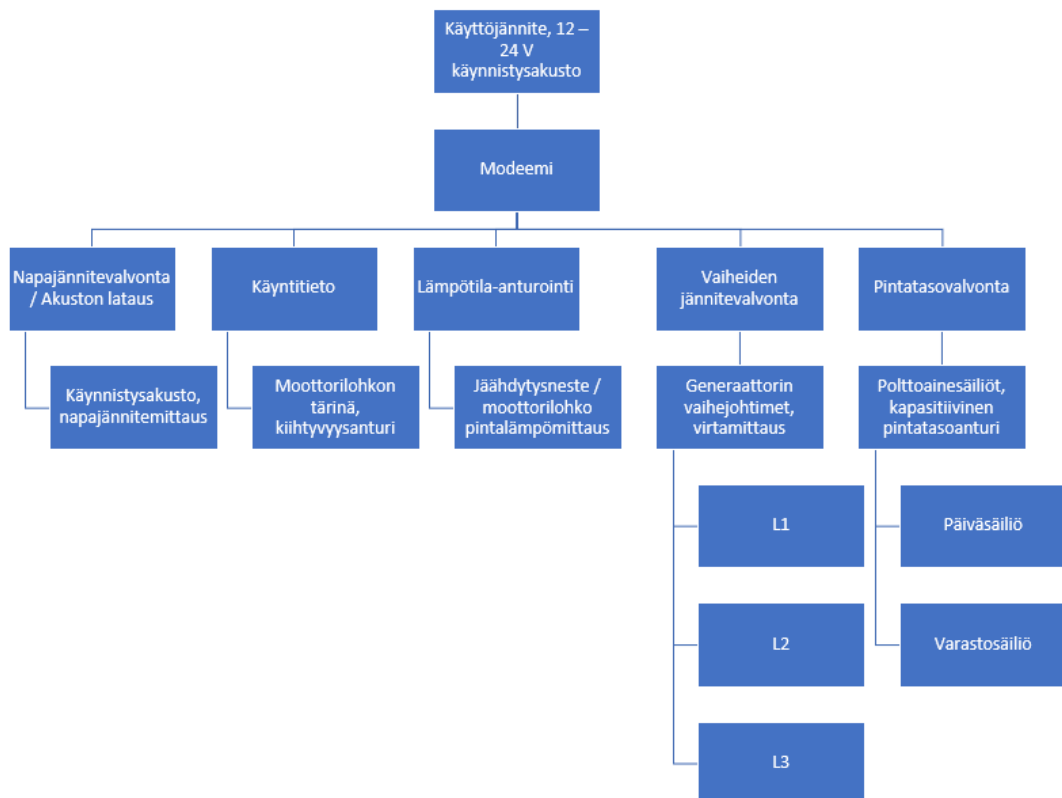 Käyttöjännite, 12 –
24 V
käynnistysakusto
Modeemi
Napajännitevalvonta
/ Akuston lataus
Käyntitieto
Lämpötila-anturointi
Vaiheiden
jännitevalvonta
Pintatasovalvonta
Käynnistysakusto,
napajännitemittaus
Moottorilohkon
tärinä,
kiihtyvyysanturi
Jäähdytysneste /
moottorilohko
pintalämpömittaus
Generaattorin
vaihejohtimet,
virtamittaus
Polttoainesäiliöt,
kapasitiivinen
pintatasoanturi
L1
Päiväsäiliö
L2
Varastosäiliö
L3